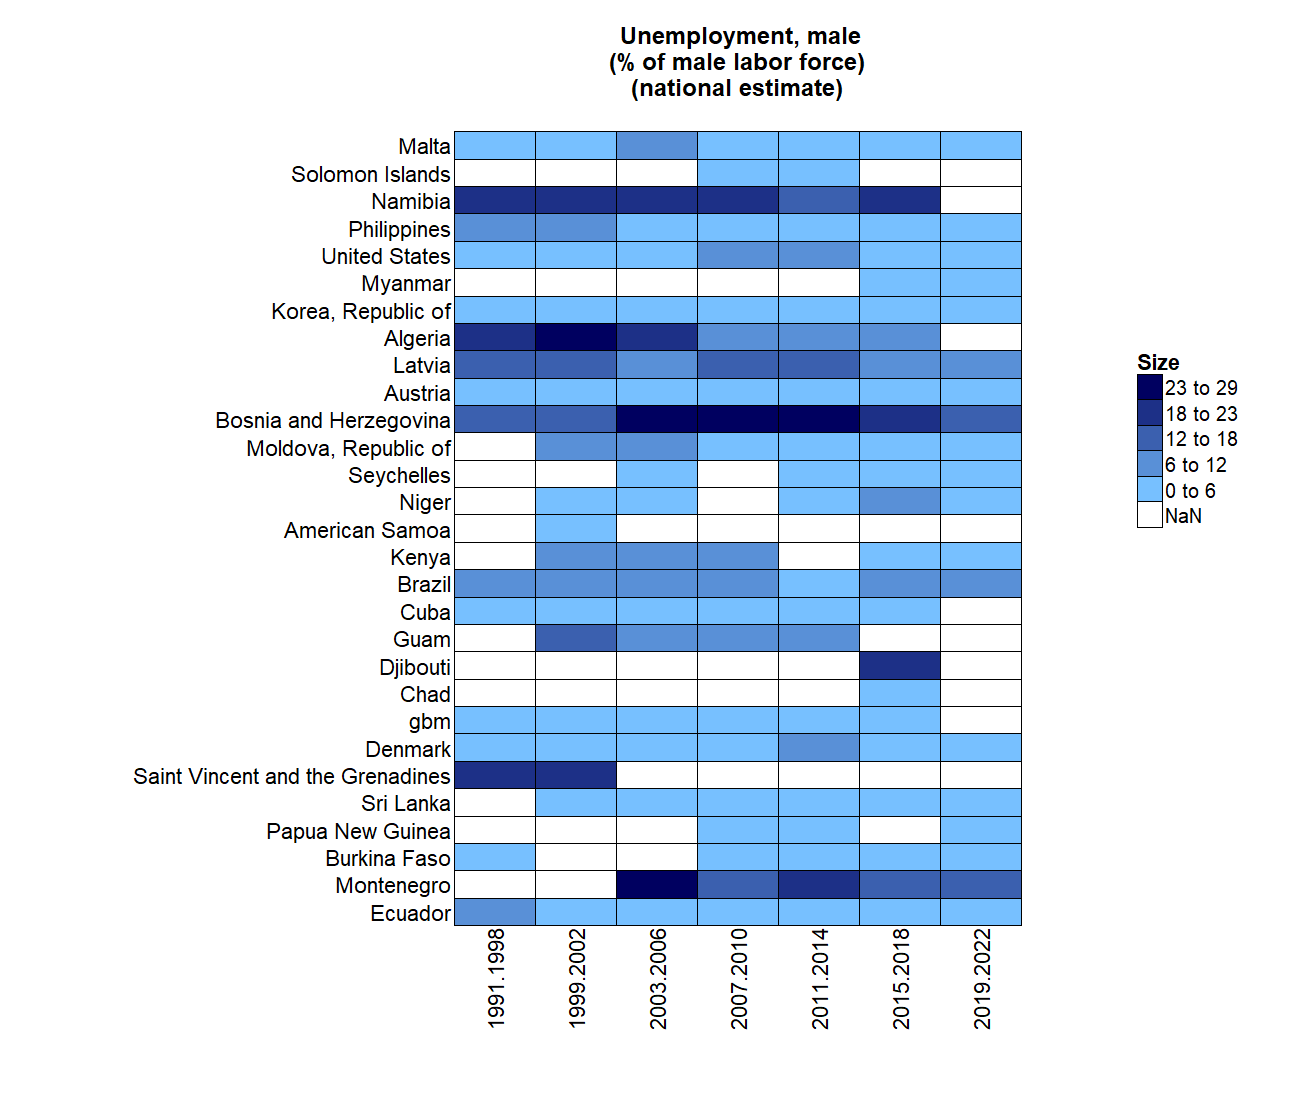 Unemployment, male
(% of male labor force)
(national estimate)
Malta
Solomon Islands
Namibia
Philippines
United States
Myanmar
Korea, Republic of
Algeria
Latvia
Austria
Bosnia and Herzegovina
Moldova, Republic of
Seychelles
Niger
American Samoa
Kenya
Brazil
Cuba
Guam
Djibouti
Chad
gbm
Denmark
Saint Vincent and the Grenadines
Sri Lanka
Papua New Guinea
Burkina Faso
Montenegro
Ecuador
1991.1998
1999.2002
2003.2006
2007.2010
2011.2014
2015.2018
2019.2022
Size
23 to 29
18 to 23
12 to 18
6 to 12
0 to 6
NaN